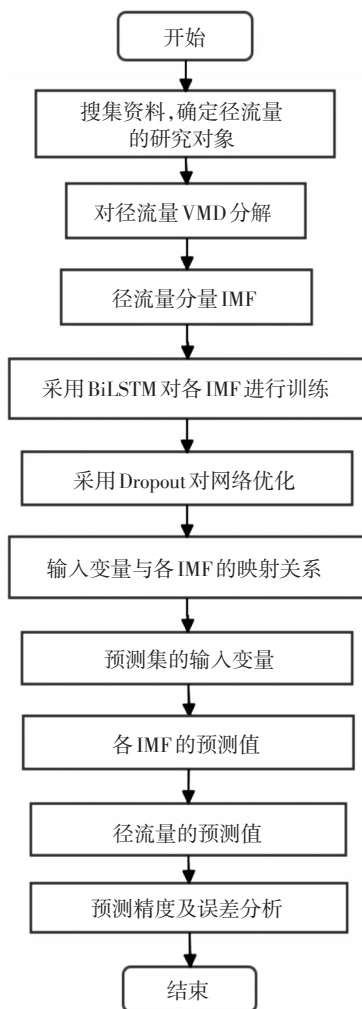 开始
搜集资料,确定径流量
的研究对象
对径流量VMD分解
径流量分量IMF
采用BiLSTM对各IMF进行训练
采用Dropout对网络优化
输入变量与各IMF的映射关系
预测集的输入变量
各IMF的预测值
径流量的预测值
预测精度及误差分析
结束